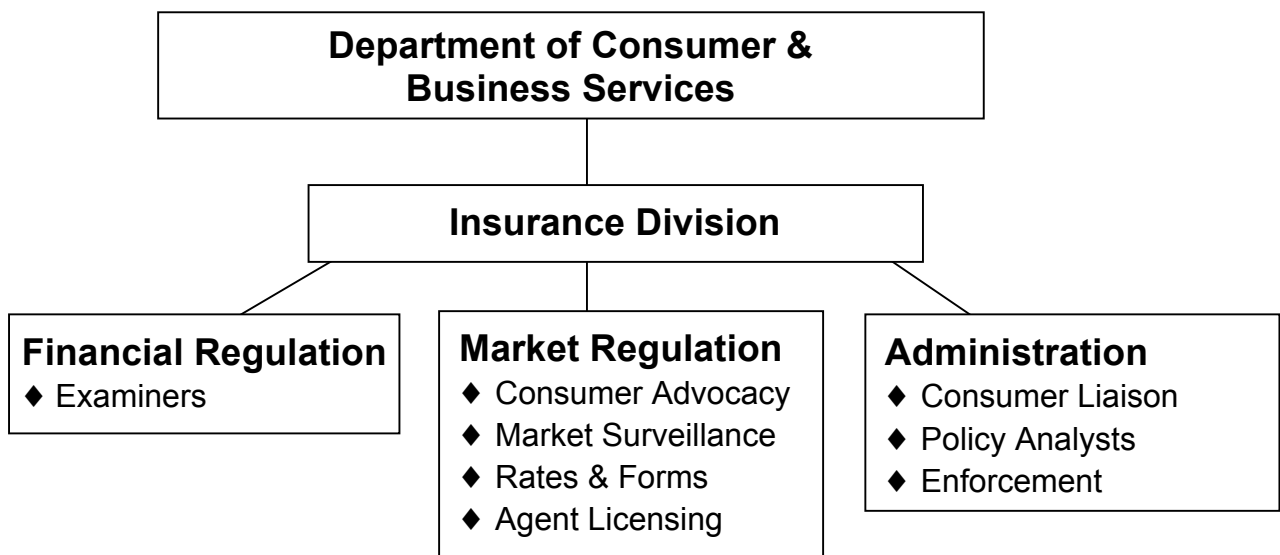 Department of Consumer &
Business Services
Insurance Division
Financial Regulation
♦ Examiners
Market Regulation
♦ Consumer Advocacy
♦ Market Surveillance
♦ Rates & Forms
♦ Agent Licensing
Administration
♦ Consumer Liaison
♦ Policy Analysts
♦ Enforcement